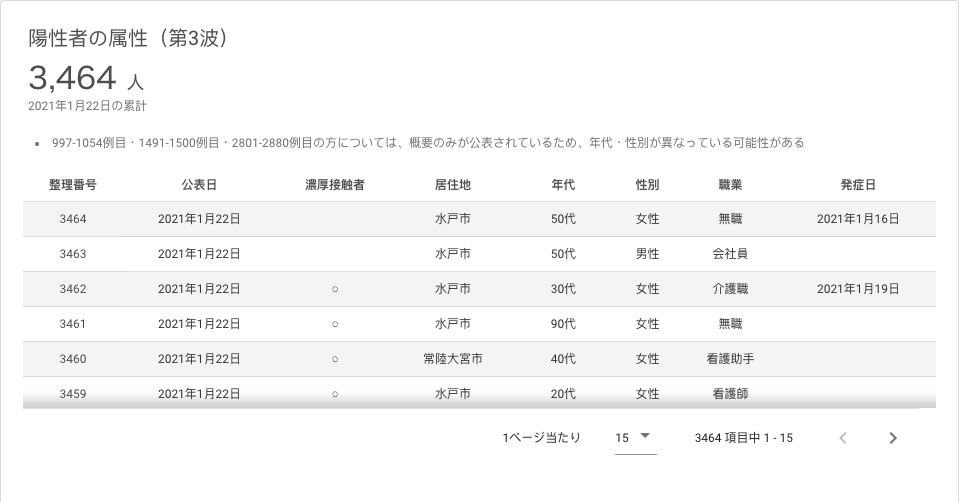 陽性者の属性（第3波）
3,464 人
2021年1月22日の累計
• 997-1054例目・1491-1500例目・2801-2880例目の方については、概要のみが公表されているため、年代・性別が異なっている可能性がある
整理番号 公表日 濃厚接触者 居住地 年代 性別 職業 発症日
3464 2021年1月22日 水戸市 50代 女性 無職 2021年1月16日
3463 2021年1月22日 水戸市 50代 男性 会社員
3462 2021年1月22日 ○ 水戸市 30代 女性 介護職 2021年1月19日
3461 2021年1月22日 ○ 水戸市 90代 女性 無職
3460 2021年1月22日 ○ 常陸大宮市 40代 女性 看護助手
3459 2021年1月22日 ○ 水戸市 20代 女性 看護師
1ページ当たり 15 3464 項目中 1 - 15